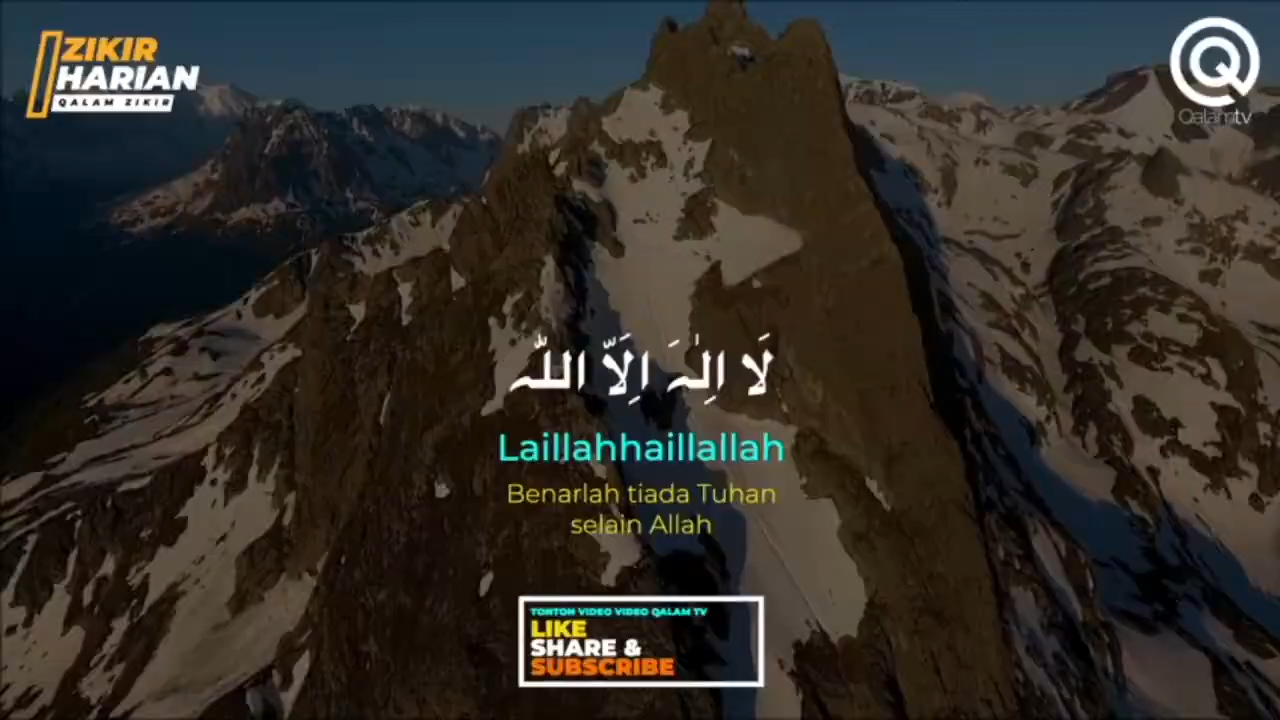 ZIKIR
HARIAN
QALAM ZIKIR
Qalamtv
لَا اِلٰهَ اِلَّا اللّٰه
Laillahhaillallah
Benarlah tiada Tuhan
selain Allah
TONTON VIDEO VIDEO QALAM TV
LIKE
SHARE &
SUBSCRIBE